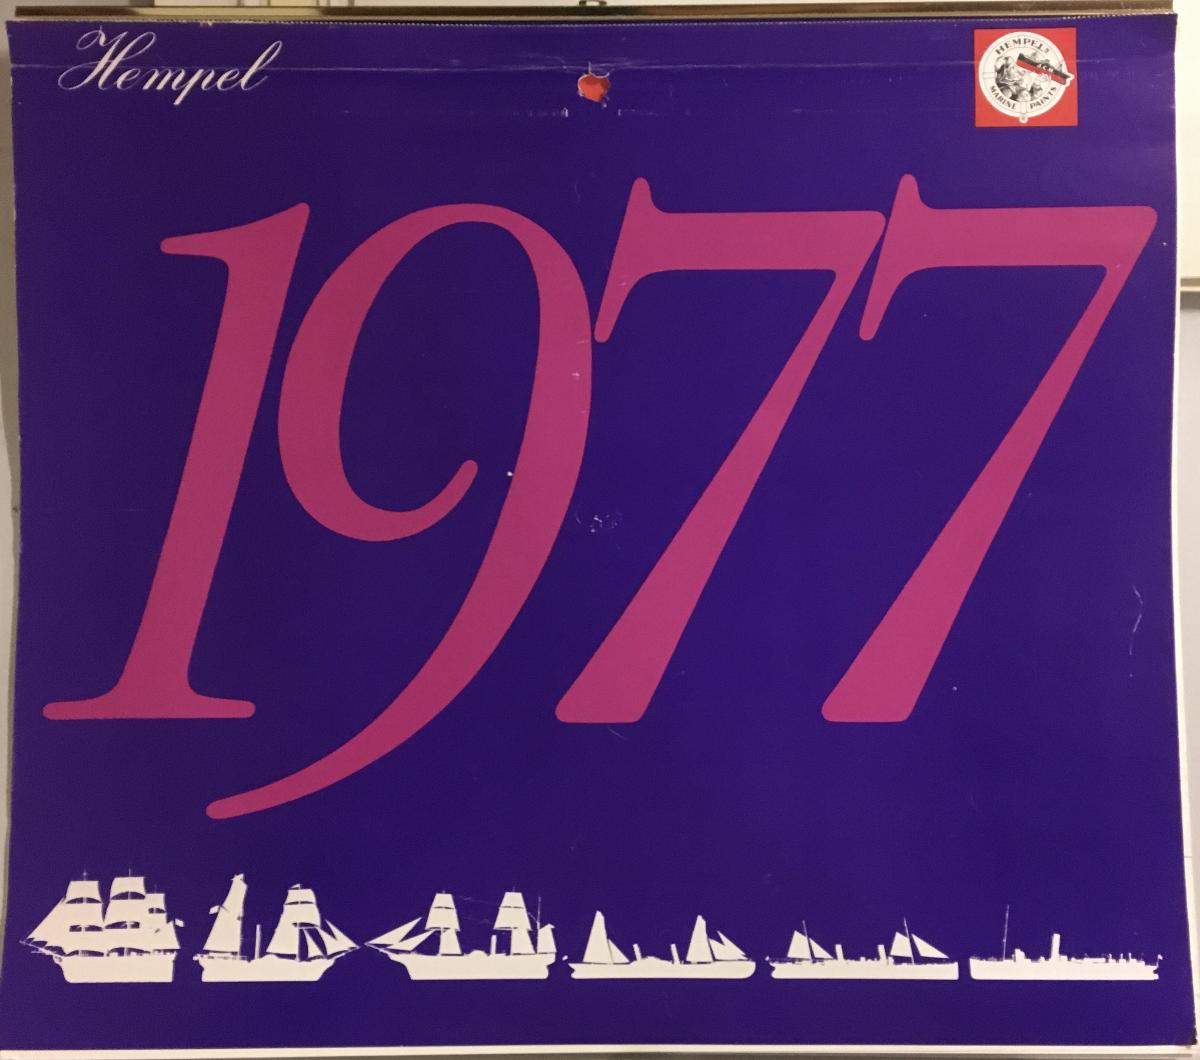 Hempel
HEMPEL'S
MARINE PAINTS
1977